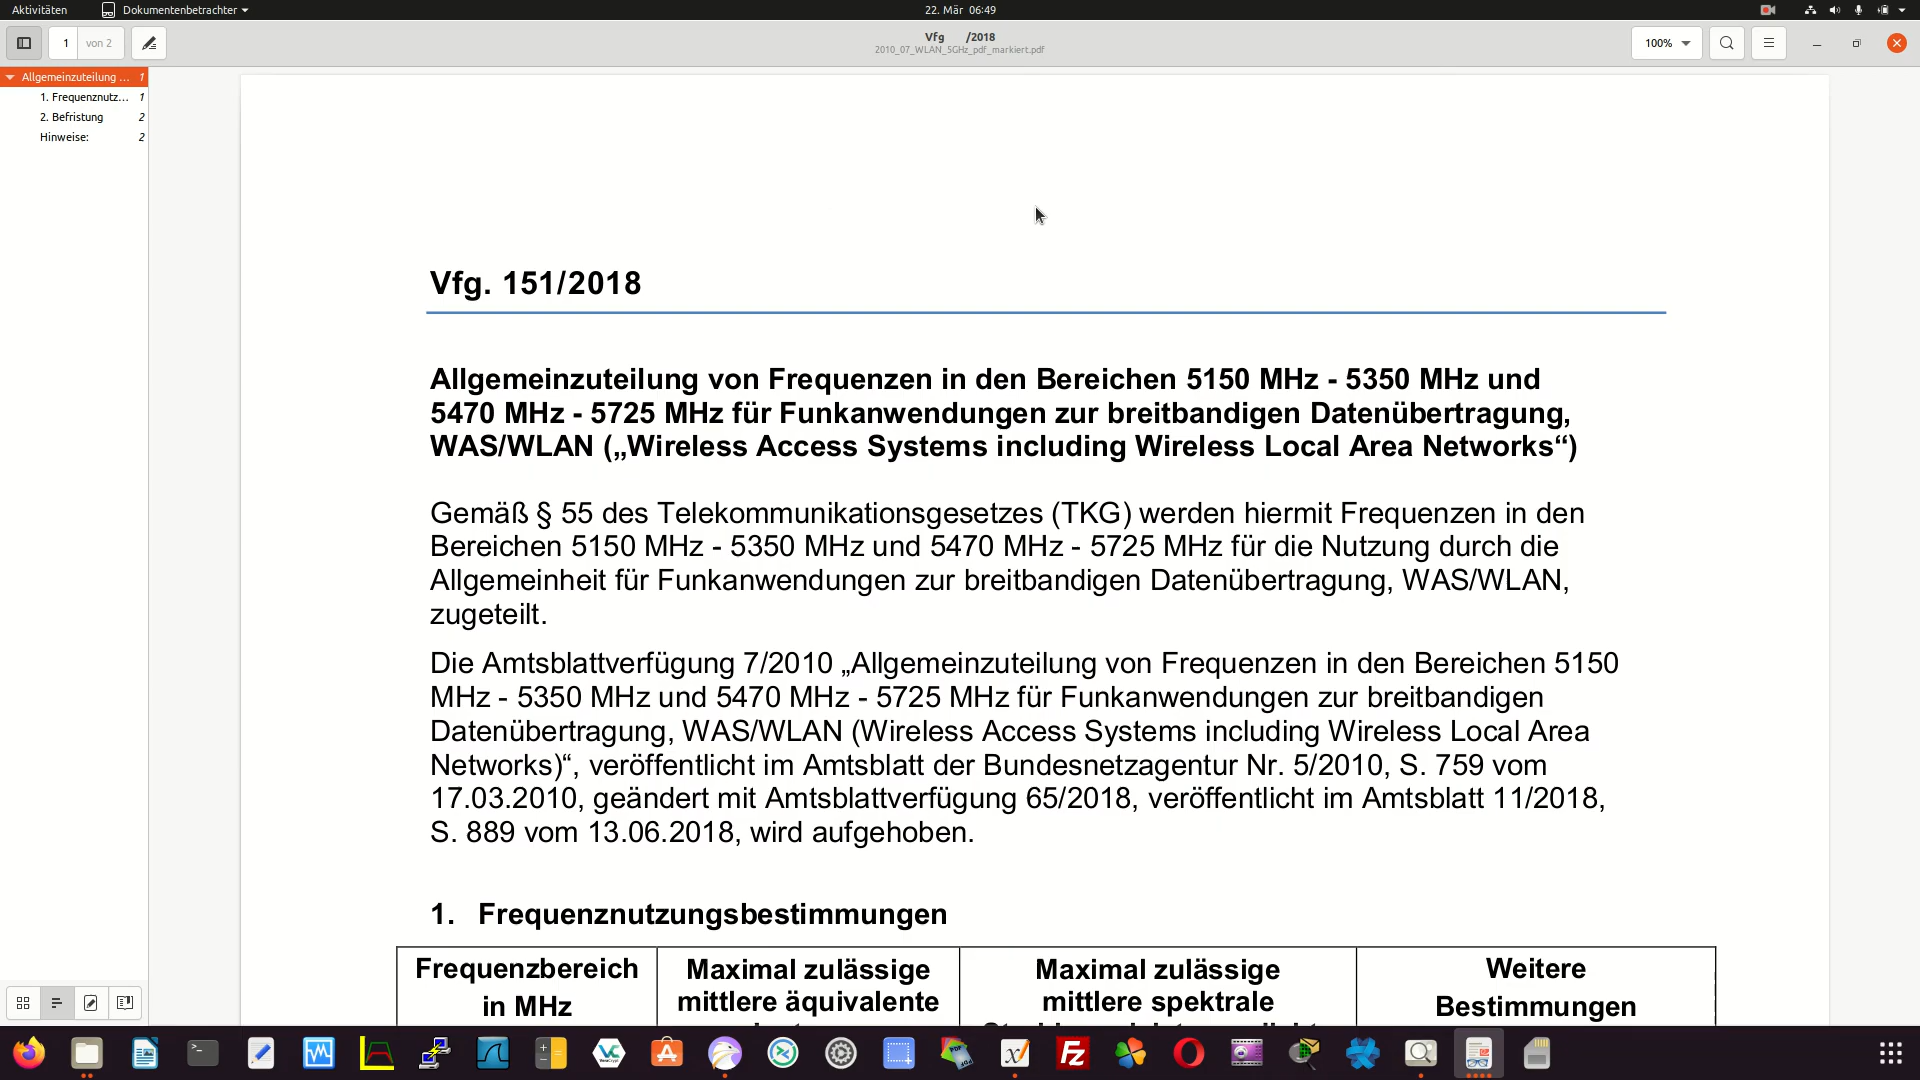 Aktivitäten
Dokumentenbetrachter
22. Mär 06:49
1
von 2
Vfg /2018
2010_07_WLAN_5GHz_pdf_markiert.pdf
100%
Allgemeinzuteilung ... 1
1. Frequenznutz... 1
2. Befristung 2
Hinweise: 2
Vfg. 151/2018
Allgemeinzuteilung von Frequenzen in den Bereichen 5150 MHz - 5350 MHz und
5470 MHz - 5725 MHz für Funkanwendungen zur breitbandigen Datenübertragung,
WAS/WLAN („Wireless Access Systems including Wireless Local Area Networks“)
Gemäß § 55 des Telekommunikationsgesetzes (TKG) werden hiermit Frequenzen in den
Bereichen 5150 MHz - 5350 MHz und 5470 MHz - 5725 MHz für die Nutzung durch die
Allgemeinheit für Funkanwendungen zur breitbandigen Datenübertragung, WAS/WLAN,
zugeteilt.
Die Amtsblattverfügung 7/2010 „Allgemeinzuteilung von Frequenzen in den Bereichen 5150
MHz - 5350 MHz und 5470 MHz - 5725 MHz für Funkanwendungen zur breitbandigen
Datenübertragung, WAS/WLAN (Wireless Access Systems including Wireless Local Area
Networks)“, veröffentlicht im Amtsblatt der Bundesnetzagentur Nr. 5/2010, S. 759 vom
17.03.2010, geändert mit Amtsblattverfügung 65/2018, veröffentlicht im Amtsblatt 11/2018,
S. 889 vom 13.06.2018, wird aufgehoben.
1. Frequenznutzungsbestimmungen
Frequenzbereich
in MHz
Maximal zulässige
mittlere äquivalente
Maximal zulässige
mittlere spektrale
Weitere
Bestimmungen